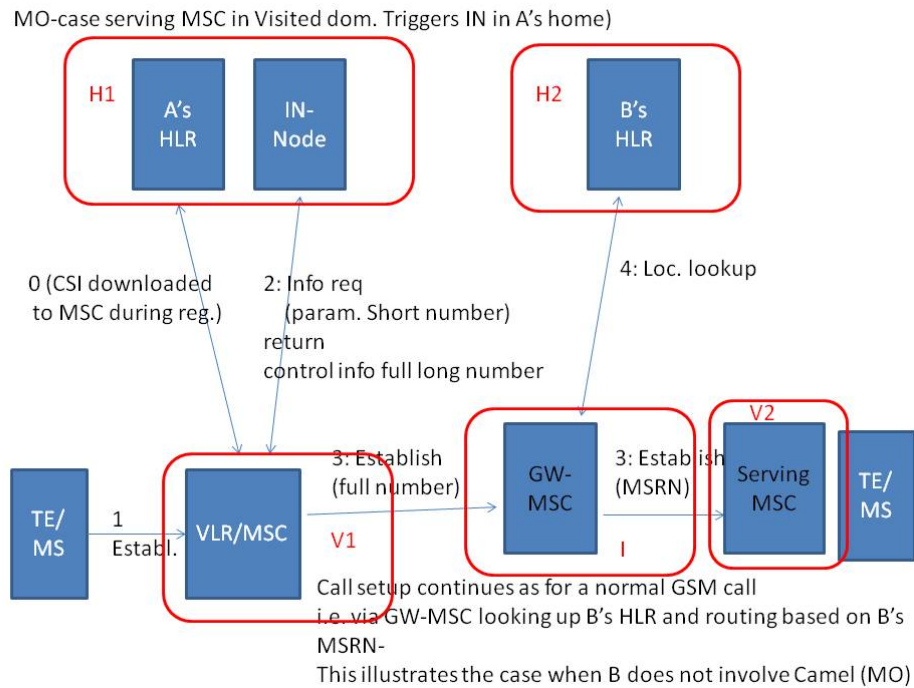 MO-case serving MSC in Visited dom. Triggers IN in A's home)
H1
A's
HLR
IN-
Node
H2
B's
HLR
0 (CSI downloaded
to MSC during reg.)
2: Info req
(param. Short number)
return
control info full long number
4: Loc. lookup
TE/
MS
1
Establ.
VLR/MSC
V1
3: Establish
(full number)
GW-
MSC
I
3: Establish
(MSRN)
V2
Serving
MSC
TE/
MS
Call setup continues as for a normal GSM call
i.e. via GW-MSC looking up B's HLR and routing based on B's
MSRN-
This illustrates the case when B does not involve Camel (MO)